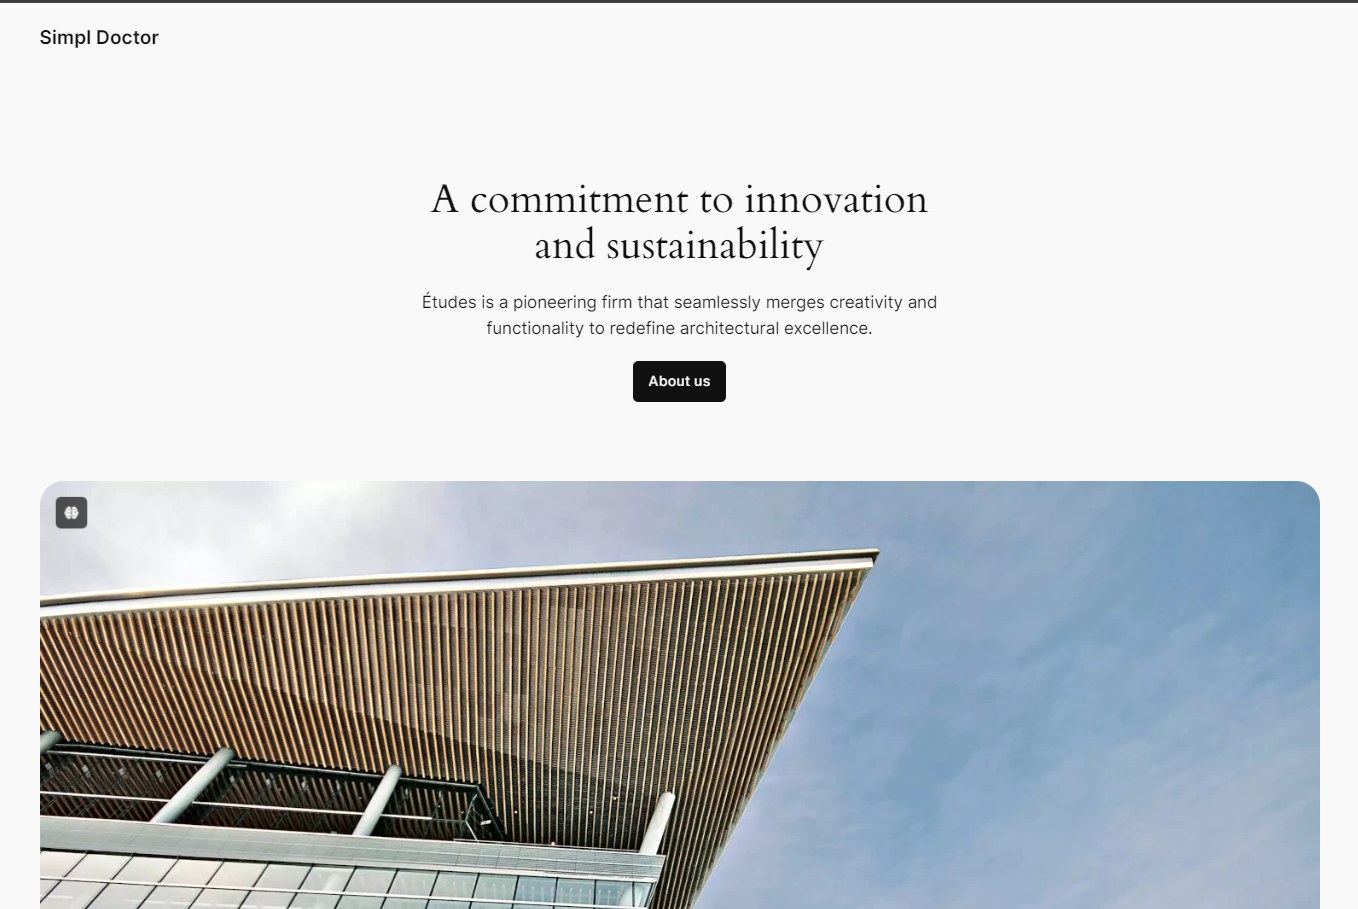 Simpl Doctor
A commitment to innovation
and sustainability
Études is a pioneering firm that seamlessly merges creativity and
functionality to redefine architectural excellence.
About us